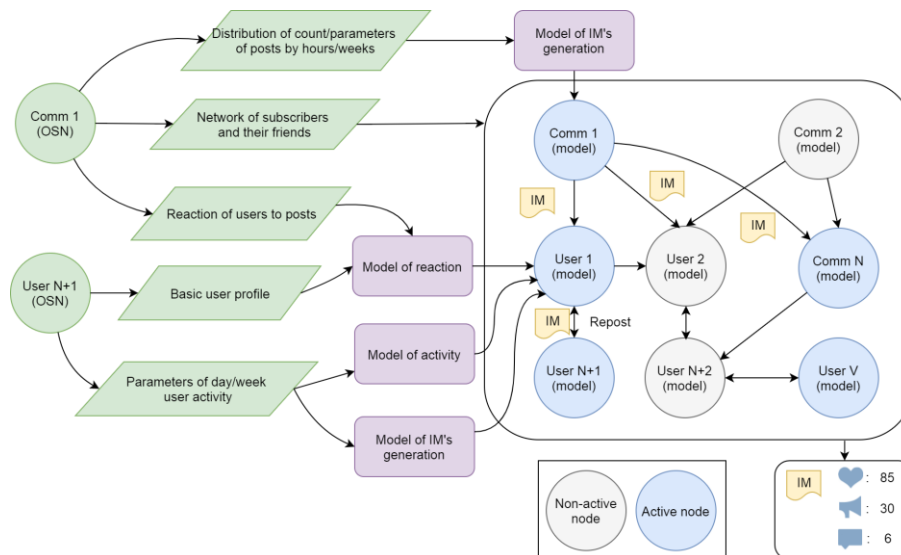 Distribution of count/parameters
of posts by hours/weeks
Model of IM's
generation
Comm 1
(OSN)
Network of subscribers
and their friends
Comm 1
(model)
Comm 2
(model)
IM
IM
IM
Reaction of users to posts
User N+1
(OSN)
Basic user profile
Model of reaction
User 1
(model)
User 2
(model)
Comm N
(model)
IM
Repost
Parameters of day/week
user activity
Model of activity
User N+1
(model)
User N+2
(model)
User V
(model)
Model of IM's
generation
Non-active
node
Active node
IM
: 85
: 30
: 6